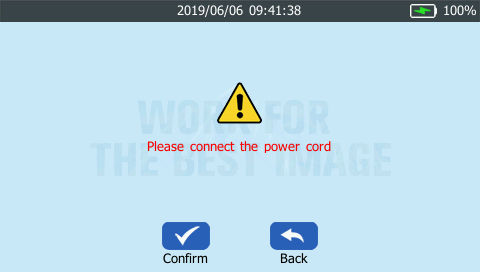 2019/06/06 09:41:38 100%
WORK FOR
THE BEST IMAGE
Please connect the power cord
Confirm Back